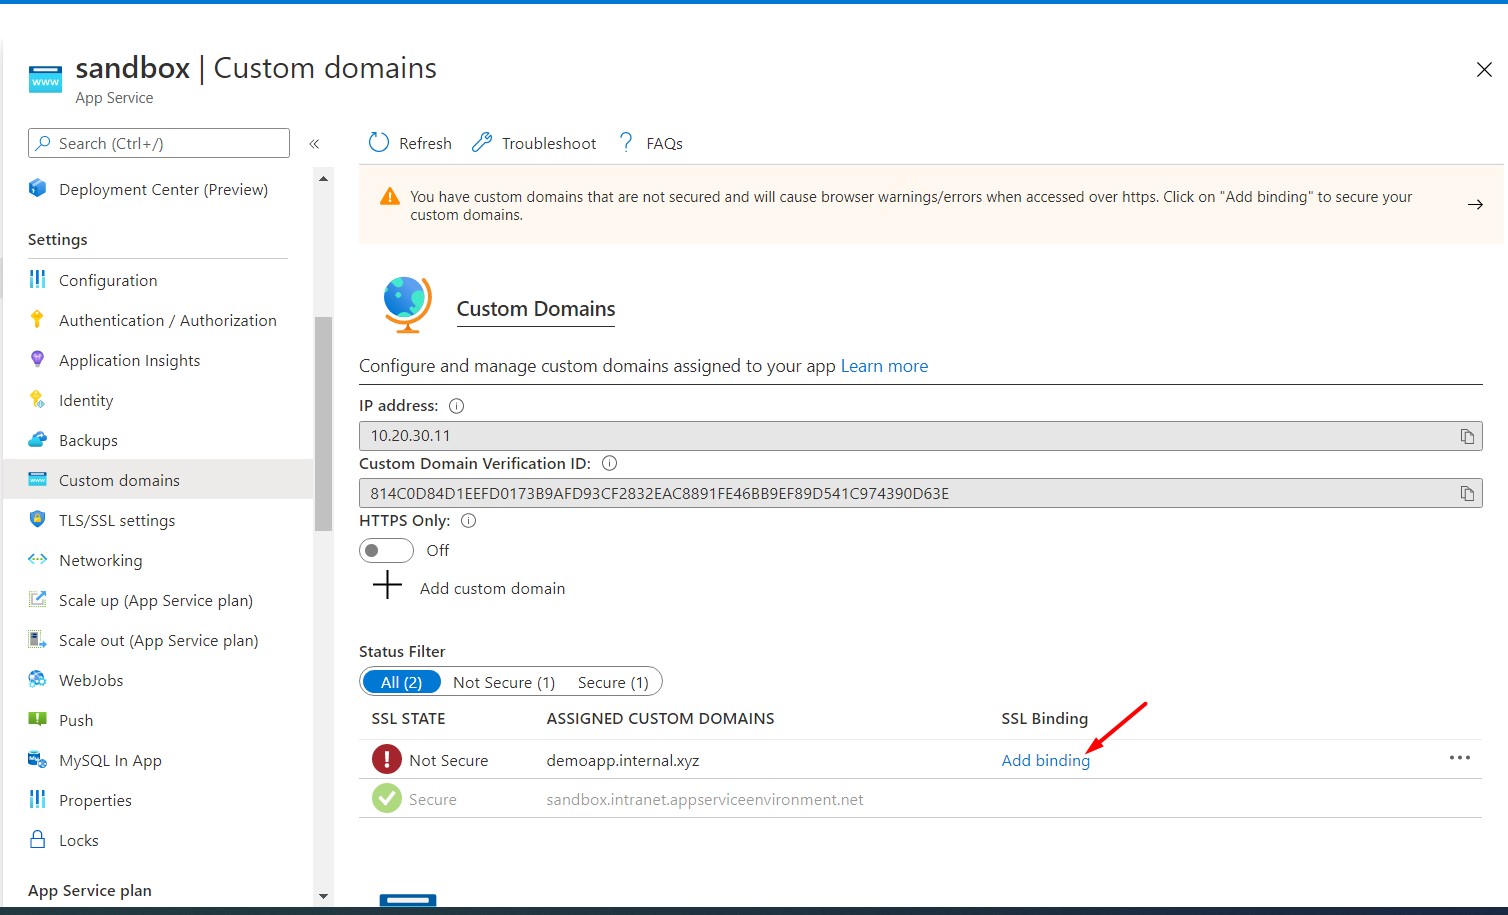 sandbox | Custom domains
App Service
Search (Ctrl+/)
«
Deployment Center (Preview)
Settings
Configuration
Authentication / Authorization
Application Insights
Identity
Backups
Custom domains
TLS/SSL settings
Networking
Scale up (App Service plan)
Scale out (App Service plan)
WebJobs
Push
MySQL In App
Properties
Locks
App Service plan
Refresh
Troubleshoot
? FAQs
You have custom domains that are not secured and will cause browser warnings/errors when accessed over https. Click on "Add binding" to secure your
custom domains.
Custom Domains
Configure and manage custom domains assigned to your app Learn more
IP address:
10.20.30.11
Custom Domain Verification ID:
814C0D84D1EEFD0173B9AFD93CF2832EAC8891FE46BB9EF89D541C974390D63E
HTTPS Only:
Off
Add custom domain
Status Filter
All (2) Not Secure (1) Secure (1)
SSL STATE ASSIGNED CUSTOM DOMAINS SSL Binding
Not Secure demoapp.internal.xyz Add binding
Secure sandbox.intranet.appserviceenvironment.net